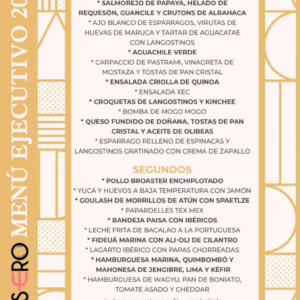 MENÚ EJECUTIVO 20
S RO
* SALMOREJO DE PAPAYA, HELADO DE
REQUESÓN, GUANCILE Y CRUTONS DE ALBAHACA
* AJO BLANCO DE ESPÁRRAGOS, VIRUTAS DE
HUEVAS DE MARUCA Y TARTAR DE AGUACATAE
CON LANGOSTINOS
* AGUACHILE VERDE
* CARPACCIO DE PASTRAMI, VINAGRETA DE
MOSTAZA Y TOSTAS DE PAN CRISTAL
* ENSALADA CRIOLLA DE QUINOA
* ENSALADA XEC
* CROQUETAS DE LANGOSTINOS Y KINCHEE
* BOMBA DE MOGO MOGO
* QUESO FUNDIDO DE DOÑANA, TOSTAS DE PAN
CRISTAL Y ACEITE DE OLIBEAS
* ESPARRAGO RELLENO DE ESPINACAS Y
LANGOSTINOS GRATINADO CON CREMA DE ZAPALLO
SEGUNDOS
* POLLO BROASTER ENCHIPLOTADO
* YUCA Y HUEVOS A BAJA TEMPERATURA CON JAMÓN
* GOULASH DE MORRILLOS DE ATÚN CON SPAETLZE
* PAPARDELLES TEX MEX
* BANDEJA PAISA CON IBÉRICOS
* LECHE FRITA DE BACALAO A LA PORTUGUESA
* FIDEUÁ MARINA CON ALI-OLI DE CILANTRO
* LAGARTO IBÉRICO CON PAPAS CHORREADAS
* HAMBURGUESA MARINA, QUIMBOMBÓ Y
MAHONESA DE JENGIBRE, LIMA Y KÉFIR
* HAMBURGUESA DE WAGYU, PAN DE BONIATO,
TOMATE ASADO Y CHEDDAR